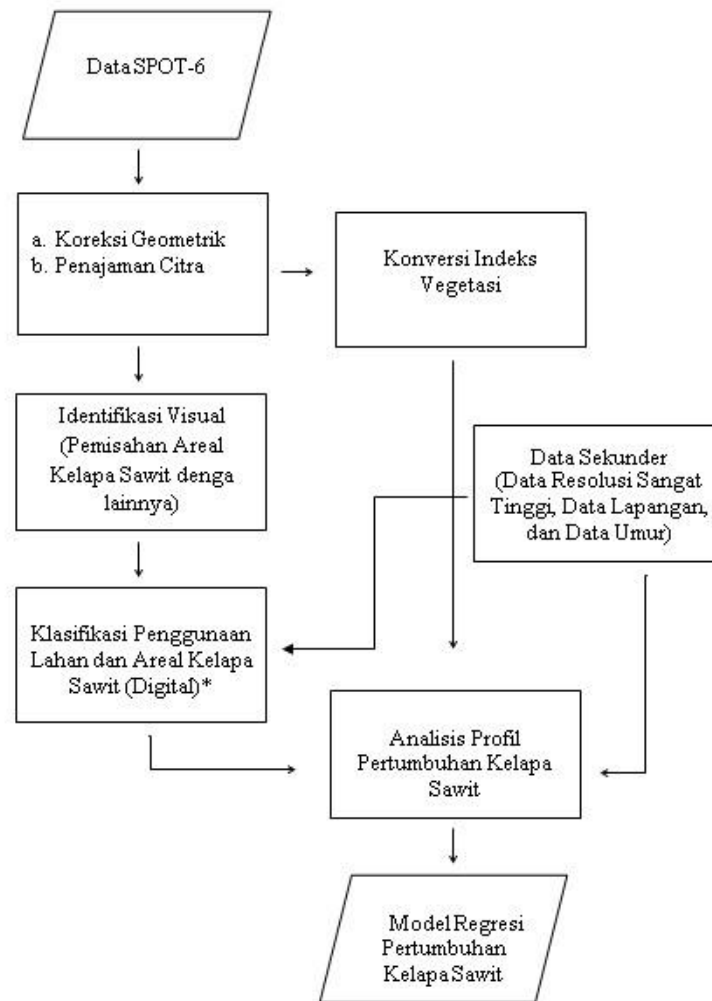 Data SPOT-6
a. Koreksi Geometrik
b. Penajaman Citra
Konversi Indeks
Vegetasi
Identifikasi Visual
(Pemisahan Areal
Kelapa Sawit denga
lainnya)
Data Sekunder
(Data Resolusi Sangat
Tinggi, Data Lapangan,
dan Data Umur)
Klasifikasi Penggunaan
Lahan dan Areal Kelapa
Sawit (Digital)*
Analisis Profil
Pertumbuhan Kelapa
Sawit
Model Regresi
Pertumbuhan
Kelapa Sawit